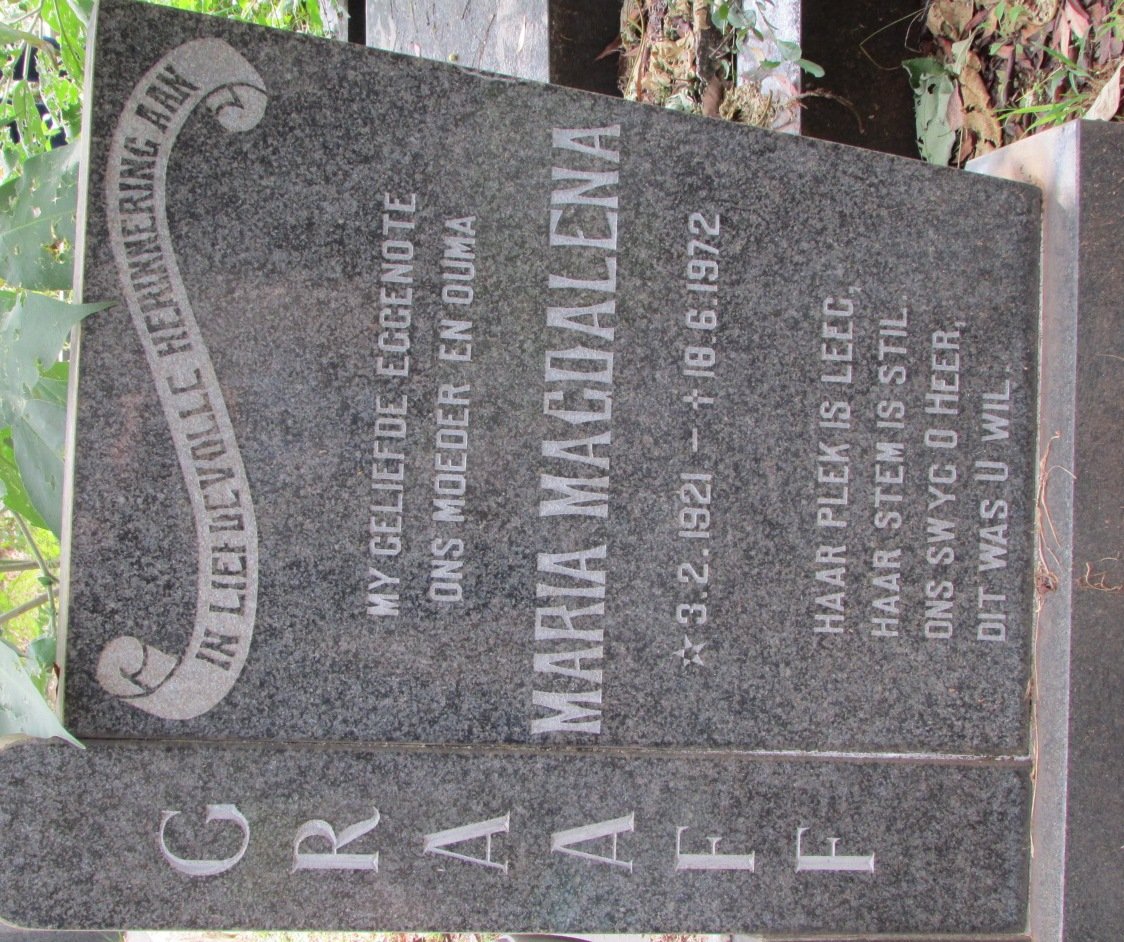 GRAAFF
IN LIEFDEVOLLE HERINNERING AAN
MY GELIEFDE EGGENOTE
ONS MOEDER EN OUMA
MARIA MAGDALENA
☆ 3.2.1921 — † 18.6.1972
HAAR PLEK IS LEEG,
HAAR STEM IS STIL.
ONS SWYG O HEER,
DIT WAS U WIL.